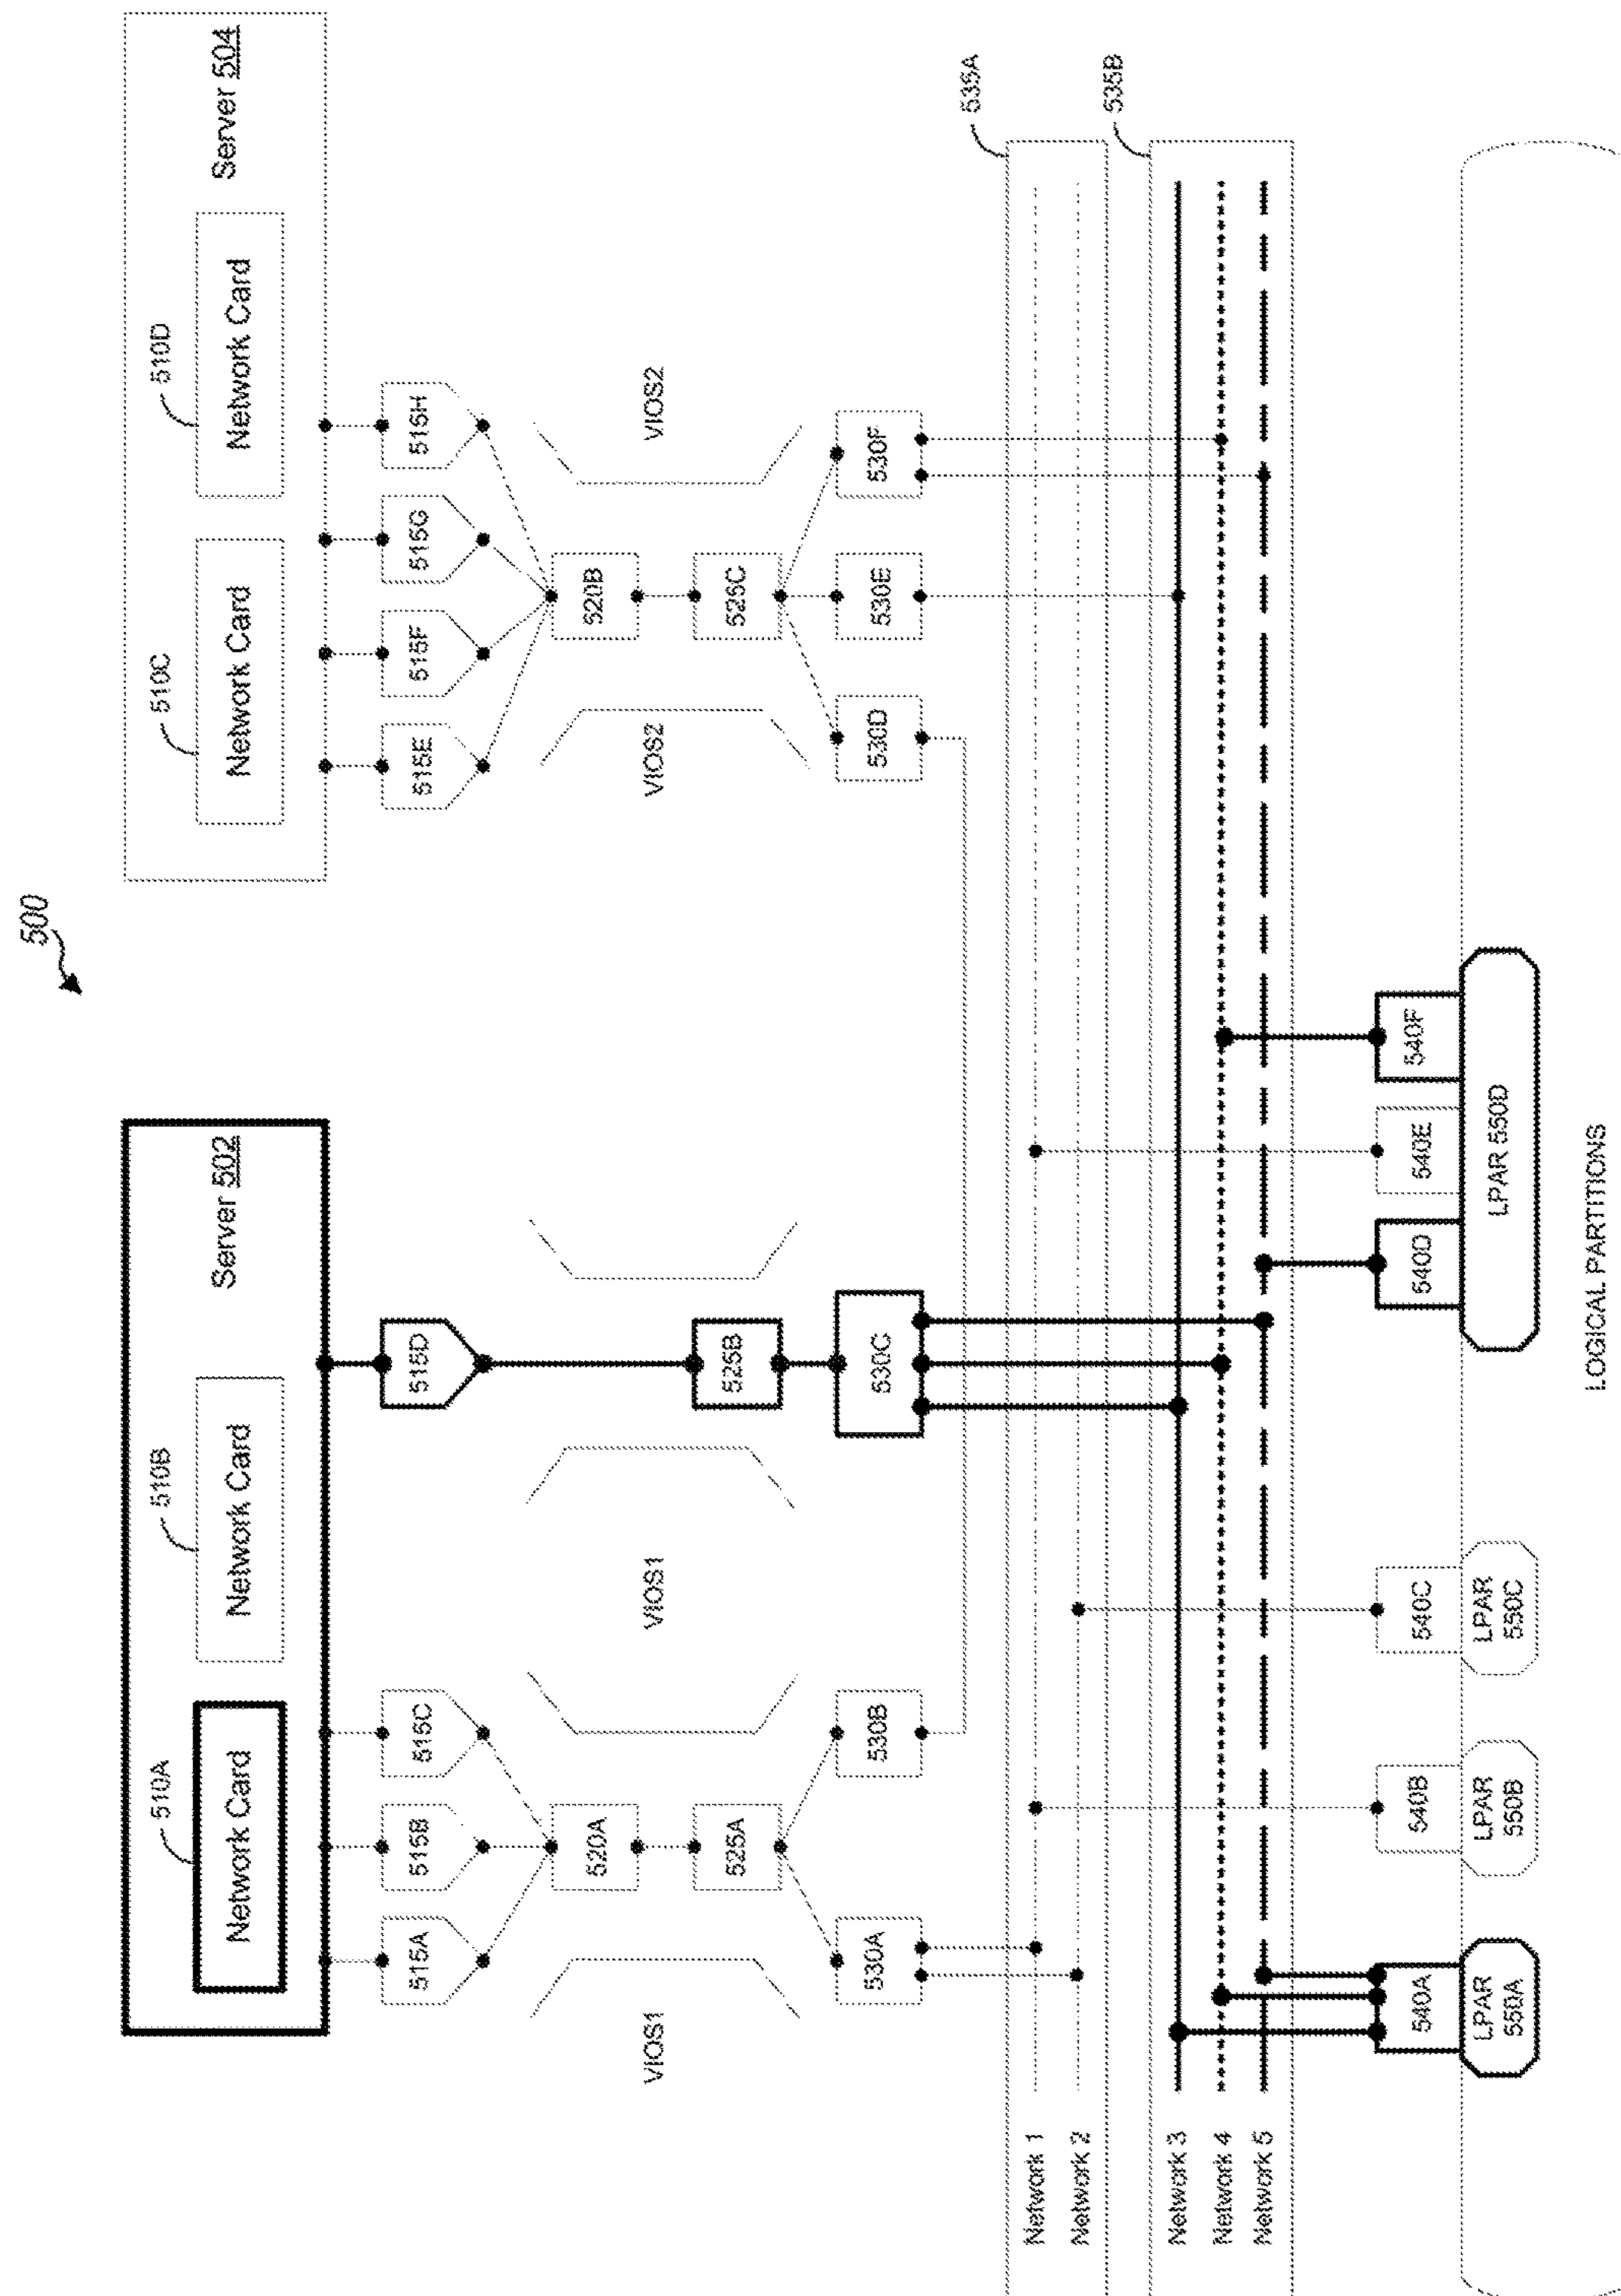 500
Server 502
510A
510B
Network Card
Network Card
Server 504
510C
510D
Network Card
Network Card
515A
515B
515C
515D
515E
515F
515G
515H
VIOS1
520A
VIOS1
VIOS2
520B
VIOS2
525A
525B
525C
530A
530B
530C
530D
530E
530F
535A
Network 1
Network 2
535B
Network 3
Network 4
Network 5
540A
540B
540C
540D
540E
540F
LPAR
550A
LPAR
550B
LPAR
550C
LPAR 550D
LOGICAL PARTITIONS